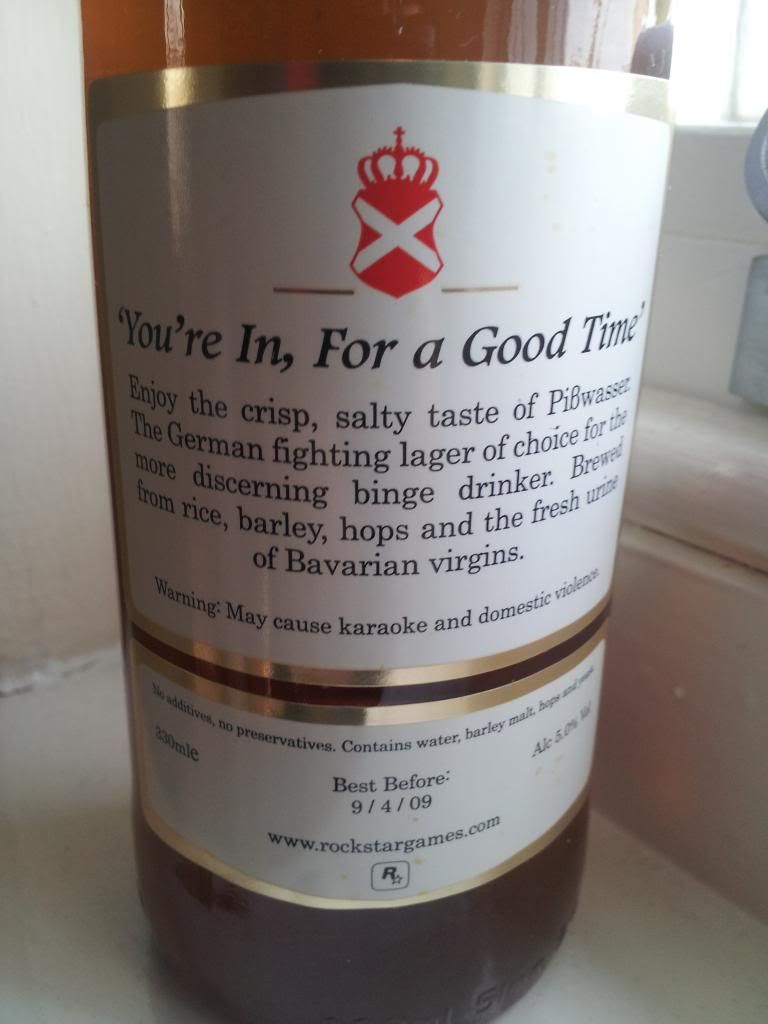 'You're In, For a Good Time'
Enjoy the crisp, salty taste of Pißwasser.
The German fighting lager of choice for the
more discerning binge drinker. Brewed
from rice, barley, hops and the fresh urine
of Bavarian virgins.
Warning: May cause karaoke and domestic violence.
No additives, no preservatives. Contains water, barley malt, hops and yeast.
330ml℮
Alc 5.0% Vol
Best Before:
9 / 4 / 09
www.rockstargames.com
R